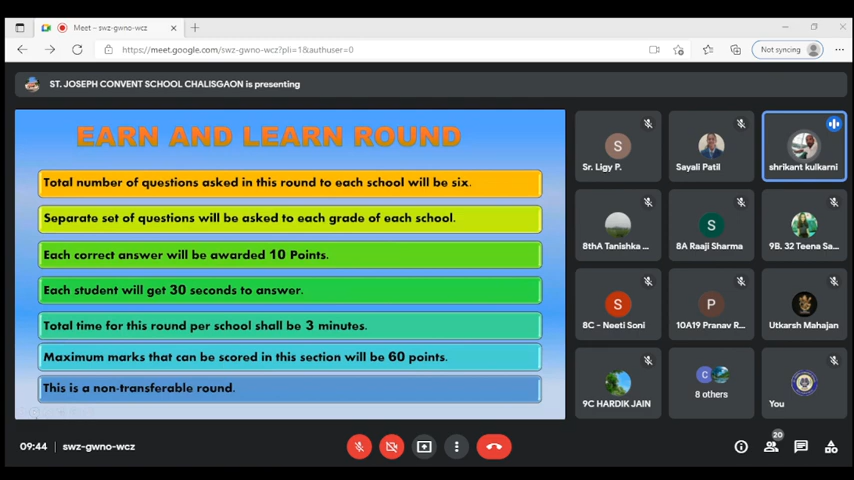 Meet – swz-gwno-wcz
https://meet.google.com/swz-gwno-wcz?pli=1&authuser=0
Not syncing
ST. JOSEPH CONVENT SCHOOL CHALISGAON is presenting
EARN AND LEARN ROUND
Total number of questions asked in this round to each school will be six.
Separate set of questions will be asked to each grade of each school.
Each correct answer will be awarded 10 Points.
Each student will get 30 seconds to answer.
Total time for this round per school shall be 3 minutes.
Maximum marks that can be scored in this section will be 60 points.
This is a non-transferable round.
S
Sr. Ligy P.
Sayali Patil
shrikant kulkarni
8thA Tanishka ...
S
8A Raaji Sharma
9B. 32 Teena Sa...
S
8C - Neeti Soni
P
10A19 Pranav R...
Utkarsh Mahajan
9C HARDIK JAIN
C
8 others
You
09:44 | swz-gwno-wcz
20